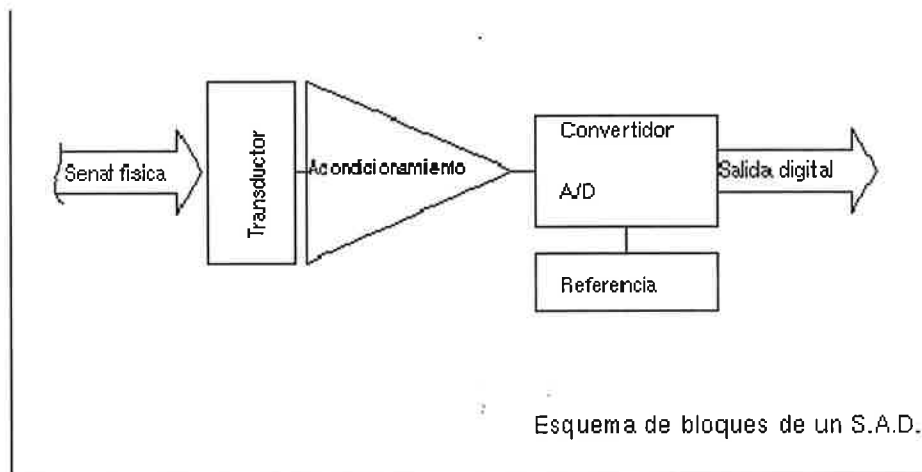 Senal fisica
Transductor
Acondicionamiento
Convertidor
A/D
Salida digital
Referencia
Esquema de bloques de un S.A.D.